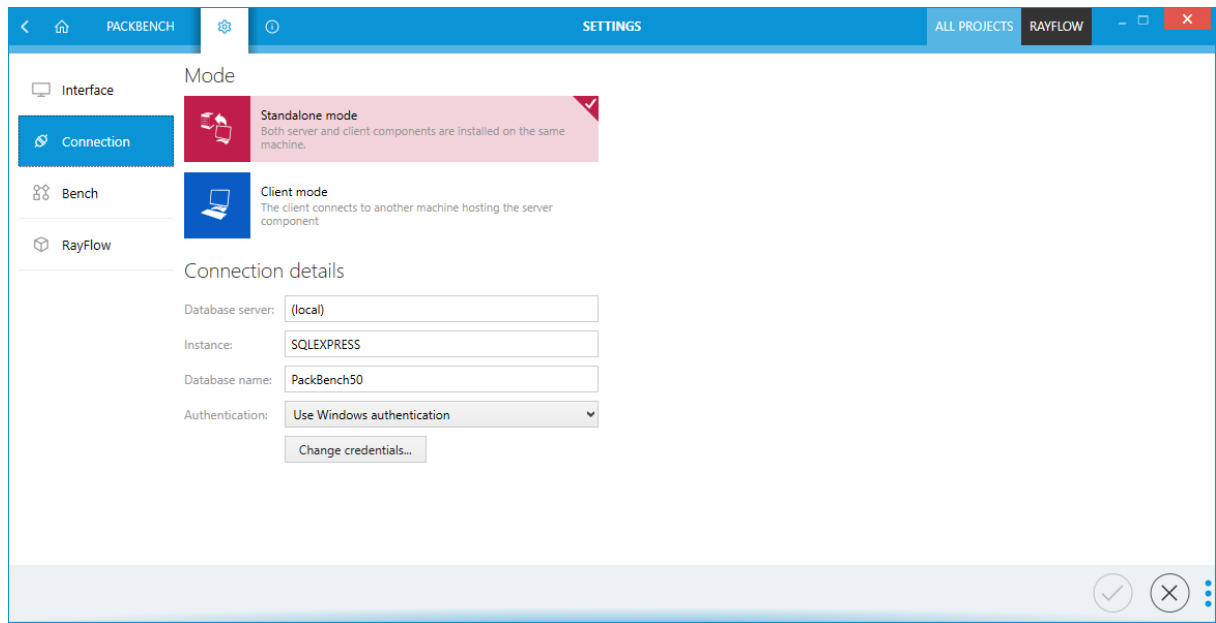 PACKBENCH
SETTINGS
ALL PROJECTS
RAYFLOW
Interface
Connection
Bench
RayFlow
Mode
Standalone mode
Both server and client components are installed on the same
machine.
Client mode
The client connects to another machine hosting the server
component
Connection details
Database server: (local)
Instance: SQLEXPRESS
Database name: PackBench50
Authentication: Use Windows authentication
Change credentials...